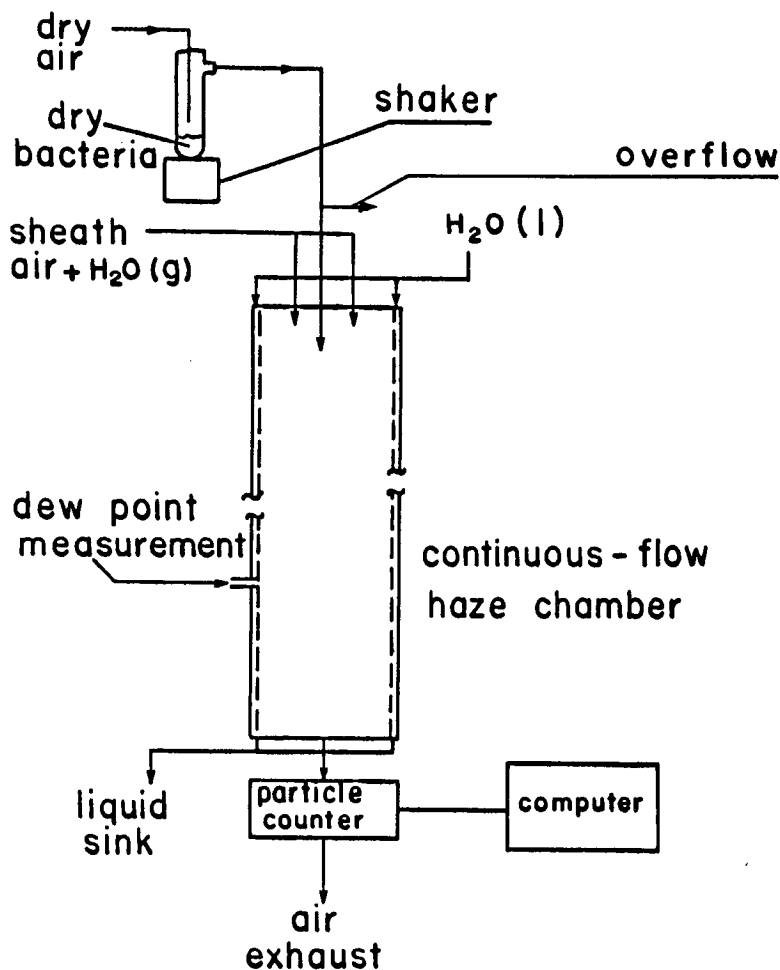 dry
air
dry
bacteria
shaker
overflow
sheath
air + H₂O (g)
H₂O (l)
dew point
measurement
continuous - flow
haze chamber
liquid
sink
particle
counter
computer
air
exhaust